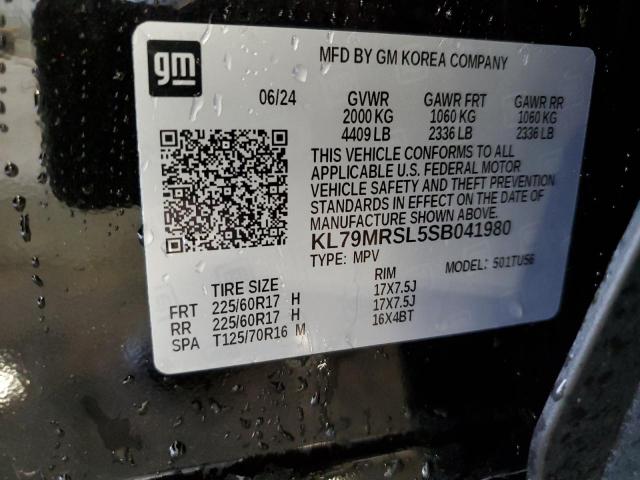 gm
MFD BY GM KOREA COMPANY
06/24 GVWR GAWR FRT GAWR RR
2000 KG 1060 KG 1060 KG
4409 LB 2336 LB 2336 LB
THIS VEHICLE CONFORMS TO ALL
APPLICABLE U.S. FEDERAL MOTOR
VEHICLE SAFETY AND THEFT PREVENTION
STANDARDS IN EFFECT ON THE DATE OF
MANUFACTURE SHOWN ABOVE.
KL79MRSL5SB041980
TYPE: MPV MODEL: 501TU56
TIRE SIZE RIM
FRT 225/60R17 H 17X7.5J
RR 225/60R17 H 17X7.5J
SPA T125/70R16 M 16X4BT